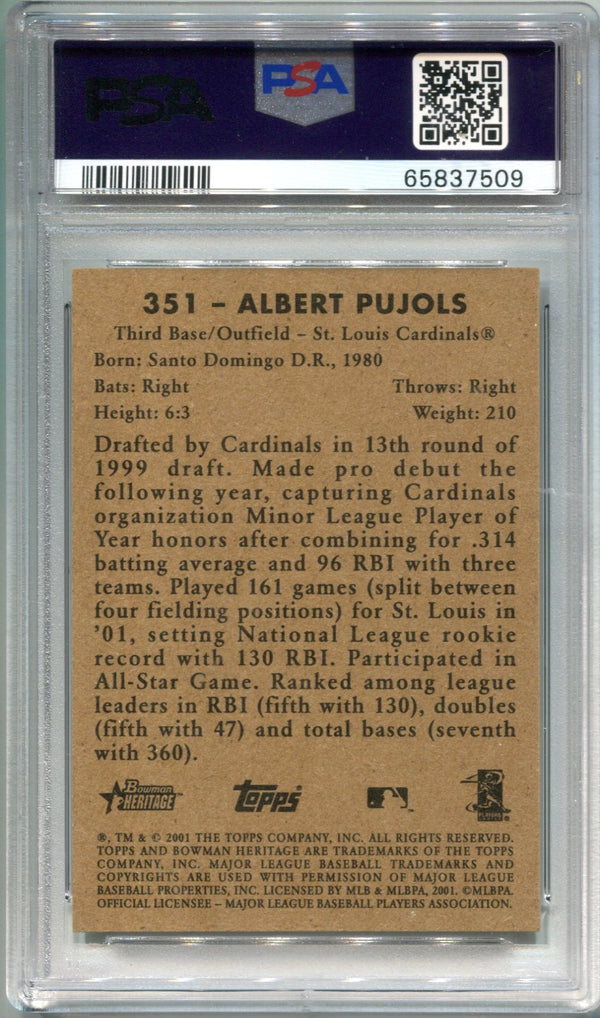 PSA
PSA
65837509
351 – ALBERT PUJOLS
Third Base/Outfield – St. Louis Cardinals®
Born: Santo Domingo D.R., 1980
Bats: Right Throws: Right
Height: 6:3 Weight: 210
Drafted by Cardinals in 13th round of
1999 draft. Made pro debut the
following year, capturing Cardinals
organization Minor League Player of
Year honors after combining for .314
batting average and 96 RBI with three
teams. Played 161 games (split between
four fielding positions) for St. Louis in
'01, setting National League rookie
record with 130 RBI. Participated in
All-Star Game. Ranked among league
leaders in RBI (fifth with 130), doubles
(fifth with 47) and total bases (seventh
with 360).
Bowman
HERITAGE
TOPPS
PLAYERS
CHOICE
®, TM & © 2001 THE TOPPS COMPANY, INC. ALL RIGHTS RESERVED.
TOPPS AND BOWMAN HERITAGE ARE TRADEMARKS OF THE TOPPS
COMPANY, INC. MAJOR LEAGUE BASEBALL TRADEMARKS AND
COPYRIGHTS ARE USED WITH PERMISSION OF MAJOR LEAGUE
BASEBALL PROPERTIES, INC. LICENSED BY MLB & MLBPA, 2001. ©MLBPA.
OFFICIAL LICENSEE – MAJOR LEAGUE BASEBALL PLAYERS ASSOCIATION.